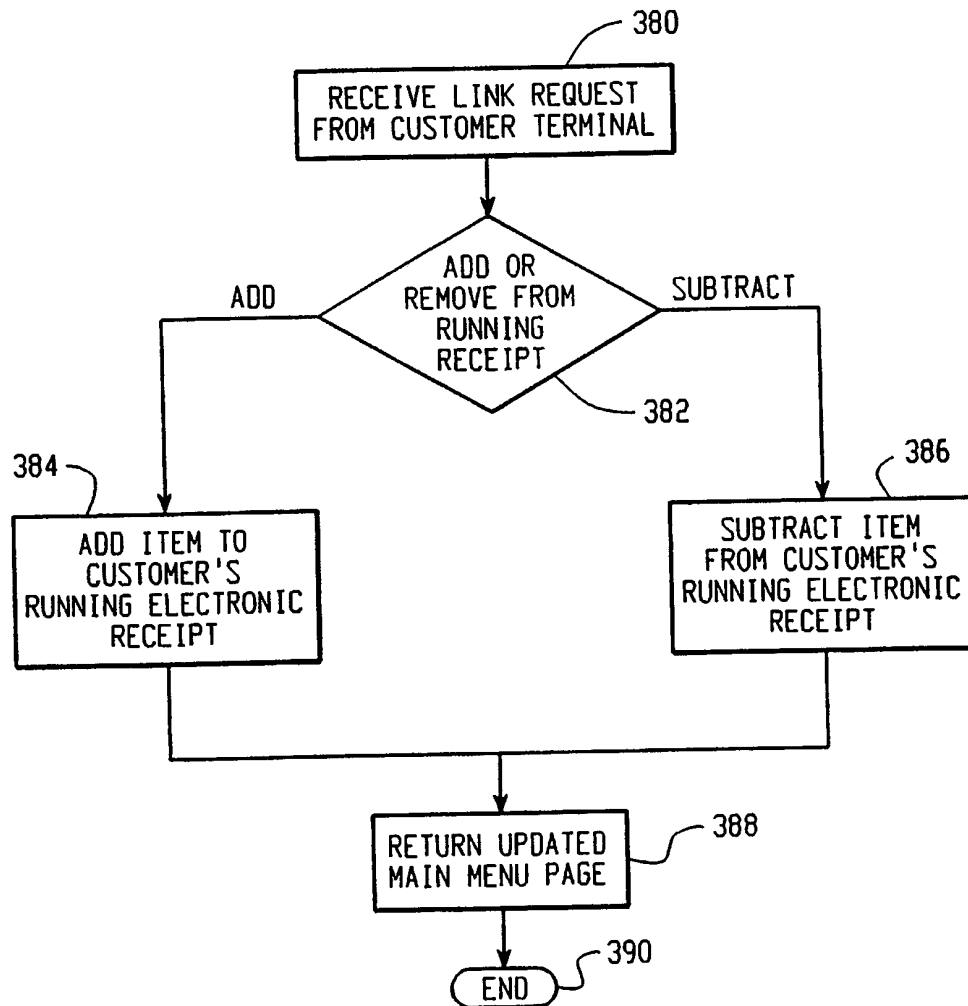 380
RECEIVE LINK REQUEST
FROM CUSTOMER TERMINAL
ADD OR
REMOVE FROM
RUNNING
RECEIPT
ADD
SUBTRACT
382
384
ADD ITEM TO
CUSTOMER'S
RUNNING ELECTRONIC
RECEIPT
386
SUBTRACT ITEM
FROM CUSTOMER'S
RUNNING ELECTRONIC
RECEIPT
RETURN UPDATED
MAIN MENU PAGE
388
END
390